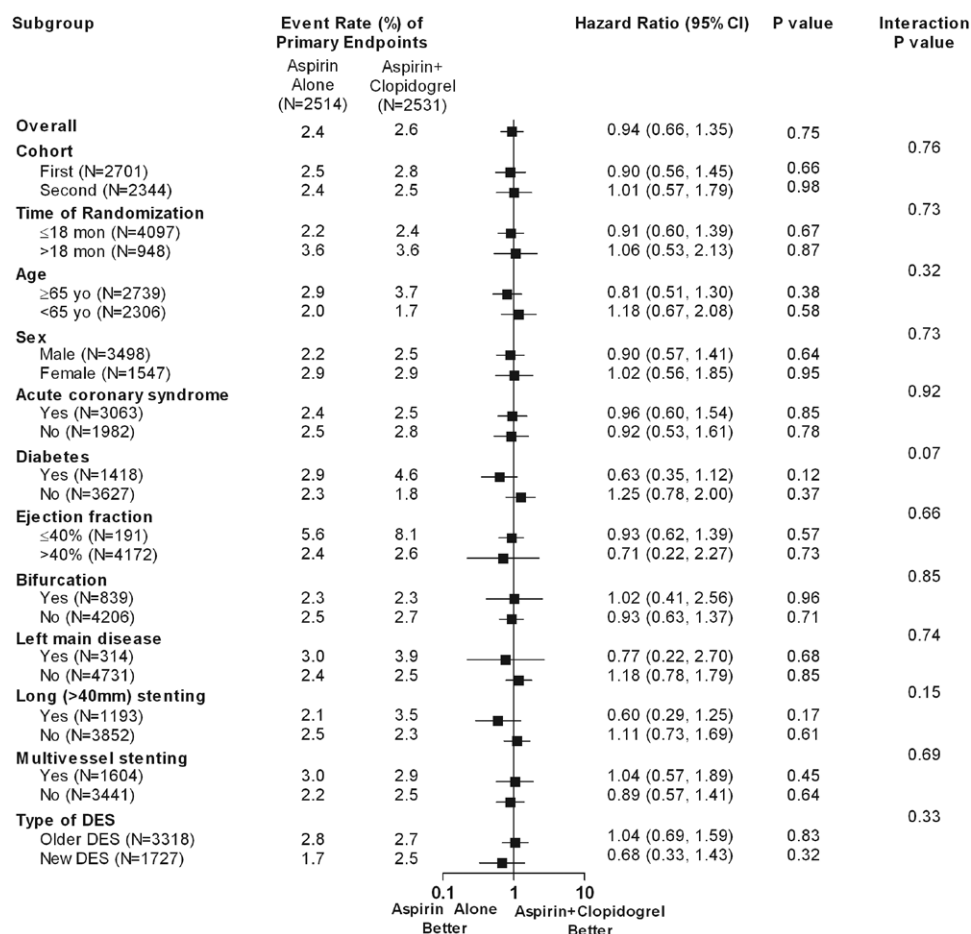 Subgroup Event Rate (%) of Hazard Ratio (95% CI) P value Interaction
Primary Endpoints P value
Aspirin Aspirin+
Alone Clopidogrel
(N=2514) (N=2531)
Overall 2.4 2.6 0.94 (0.66, 1.35) 0.75
Cohort 0.76
First (N=2701) 2.5 2.8 0.90 (0.56, 1.45) 0.66
Second (N=2344) 2.4 2.5 1.01 (0.57, 1.79) 0.98
Time of Randomization 0.73
≤18 mon (N=4097) 2.2 2.4 0.91 (0.60, 1.39) 0.67
>18 mon (N=948) 3.6 3.6 1.06 (0.53, 2.13) 0.87
Age 0.32
≥65 yo (N=2739) 2.9 3.7 0.81 (0.51, 1.30) 0.38
<65 yo (N=2306) 2.0 1.7 1.18 (0.67, 2.08) 0.58
Sex 0.73
Male (N=3498) 2.2 2.5 0.90 (0.57, 1.41) 0.64
Female (N=1547) 2.9 2.9 1.02 (0.56, 1.85) 0.95
Acute coronary syndrome 0.92
Yes (N=3063) 2.4 2.5 0.96 (0.60, 1.54) 0.85
No (N=1982) 2.5 2.8 0.92 (0.53, 1.61) 0.78
Diabetes 0.07
Yes (N=1418) 2.9 4.6 0.63 (0.35, 1.12) 0.12
No (N=3627) 2.3 1.8 1.25 (0.78, 2.00) 0.37
Ejection fraction 0.66
≤40% (N=191) 5.6 8.1 0.93 (0.62, 1.39) 0.57
>40% (N=4172) 2.4 2.6 0.71 (0.22, 2.27) 0.73
Bifurcation 0.85
Yes (N=839) 2.3 2.3 1.02 (0.41, 2.56) 0.96
No (N=4206) 2.5 2.7 0.93 (0.63, 1.37) 0.71
Left main disease 0.74
Yes (N=314) 3.0 3.9 0.77 (0.22, 2.70) 0.68
No (N=4731) 2.4 2.5 1.18 (0.78, 1.79) 0.85
Long (>40mm) stenting 0.15
Yes (N=1193) 2.1 3.5 0.60 (0.29, 1.25) 0.17
No (N=3852) 2.5 2.3 1.11 (0.73, 1.69) 0.61
Multivessel stenting 0.69
Yes (N=1604) 3.0 2.9 1.04 (0.57, 1.89) 0.45
No (N=3441) 2.2 2.5 0.89 (0.57, 1.41) 0.64
Type of DES 0.33
Older DES (N=3318) 2.8 2.7 1.04 (0.69, 1.59) 0.83
New DES (N=1727) 1.7 2.5 0.68 (0.33, 1.43) 0.32
0.1 1 10
Aspirin Alone Aspirin+Clopidogrel
Better Better